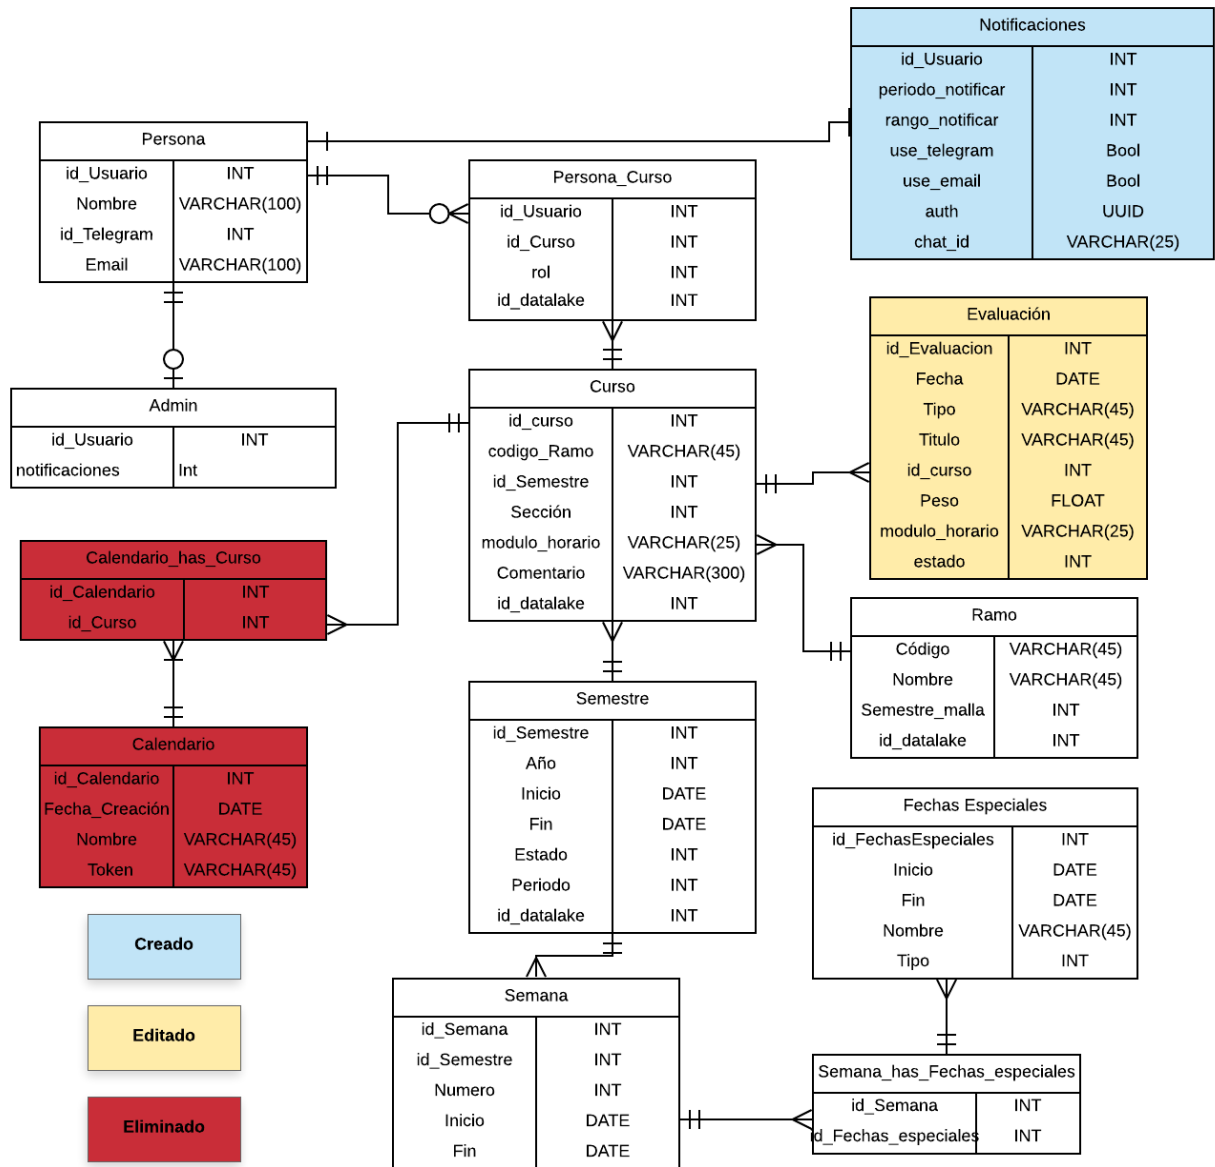 Notificaciones
id_Usuario INT
periodo_notificar INT
rango_notificar INT
use_telegram Bool
use_email Bool
auth UUID
chat_id VARCHAR(25)
Persona
id_Usuario INT
Nombre VARCHAR(100)
id_Telegram INT
Email VARCHAR(100)
Persona_Curso
id_Usuario INT
id_Curso INT
rol INT
id_datalake INT
Evaluación
id_Evaluacion INT
Fecha DATE
Tipo VARCHAR(45)
Titulo VARCHAR(45)
id_curso INT
Peso FLOAT
modulo_horario VARCHAR(25)
estado INT
Admin
id_Usuario INT
notificaciones Int
Curso
id_curso INT
codigo_Ramo VARCHAR(45)
id_Semestre INT
Sección INT
modulo_horario VARCHAR(25)
Comentario VARCHAR(300)
id_datalake INT
Calendario_has_Curso
id_Calendario INT
id_Curso INT
Ramo
Código VARCHAR(45)
Nombre VARCHAR(45)
Semestre_malla INT
id_datalake INT
Semestre
id_Semestre INT
Año INT
Inicio DATE
Fin DATE
Estado INT
Periodo INT
id_datalake INT
Calendario
id_Calendario INT
Fecha_Creación DATE
Nombre VARCHAR(45)
Token VARCHAR(45)
Fechas Especiales
id_FechasEspeciales INT
Inicio DATE
Fin DATE
Nombre VARCHAR(45)
Tipo INT
Creado
Editado
Eliminado
Semana
id_Semana INT
id_Semestre INT
Numero INT
Inicio DATE
Fin DATE
Semana_has_Fechas_especiales
id_Semana INT
id_Fechas_especiales INT